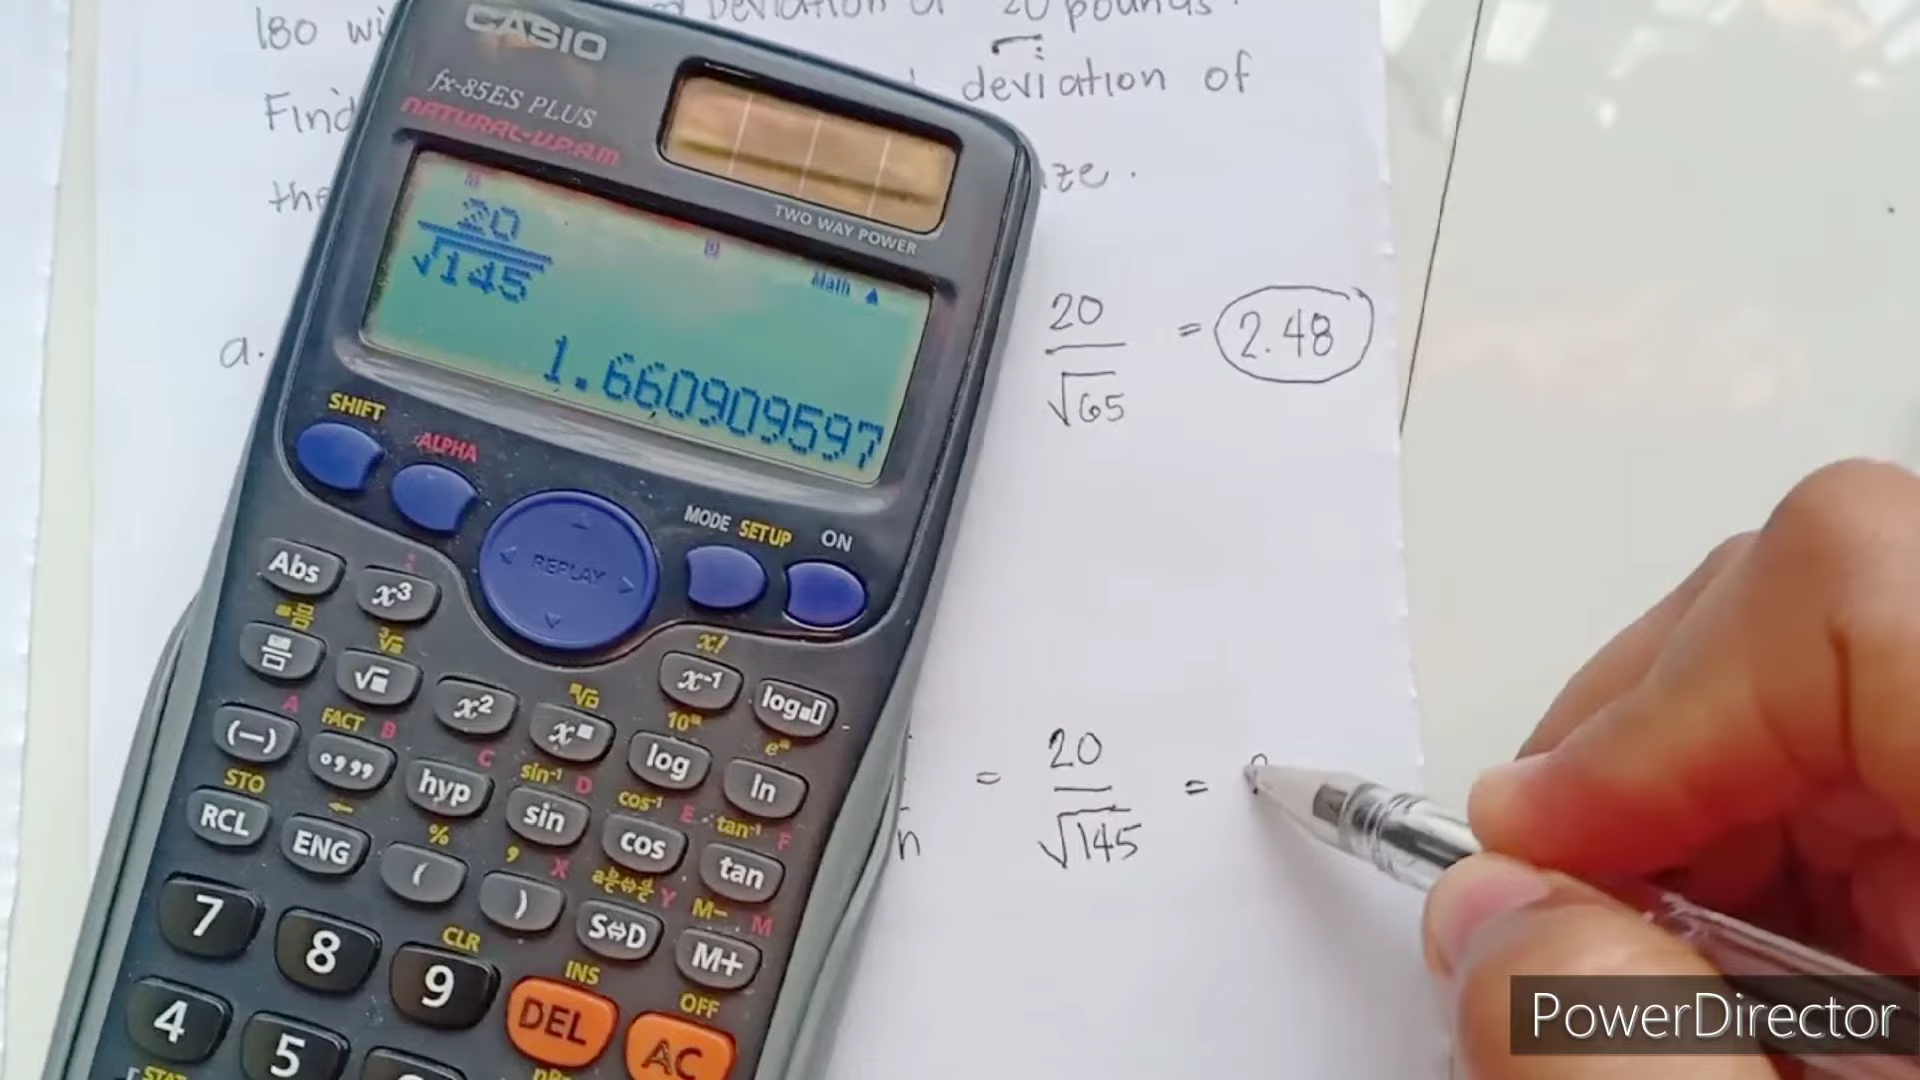 180 wi deviation of 20 pounds.
Find deviation of
the ze.
CASIO
fx-85ES PLUS
NATURAL-V.P.A.M.
TWO WAY POWER
20
√145
Math ▲
1.660909597
a.
20
√65
= 2.48
SHIFT
ALPHA
REPLAY
MODE SETUP ON
Abs
x³
x!
³√■
x⁻¹
log■□
√■
x²
x■
■√□
10■
e■
A
FACT B
(−)
°,,,
hyp
C
sin⁻¹ D
log
ln
STO
←
cos⁻¹ E
tan⁻¹ F
RCL
ENG
%
(
,
X
)
sin
cos
tan
Y
M− M
S⇔D
M+
7
8
9
CLR
INS
OFF
DEL
AC
4
5
STAT
n
= 20
√145
=
PowerDirector